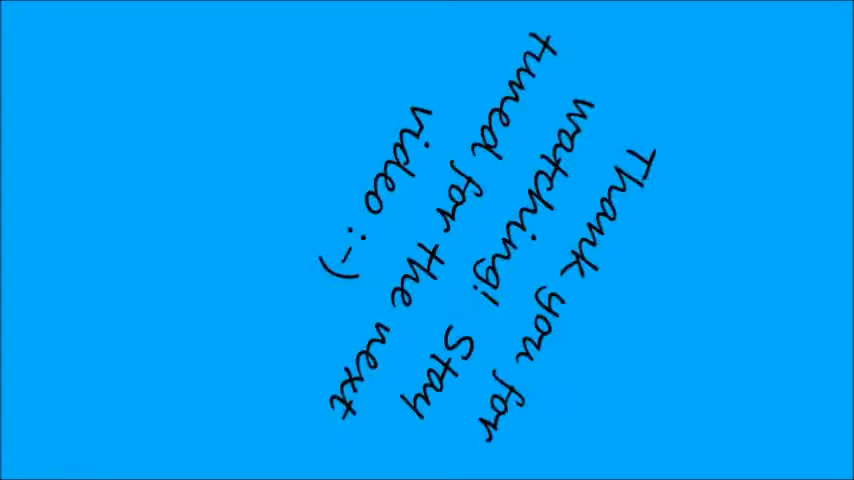 Thank you for
watching! Stay
tuned for the next
video :-)